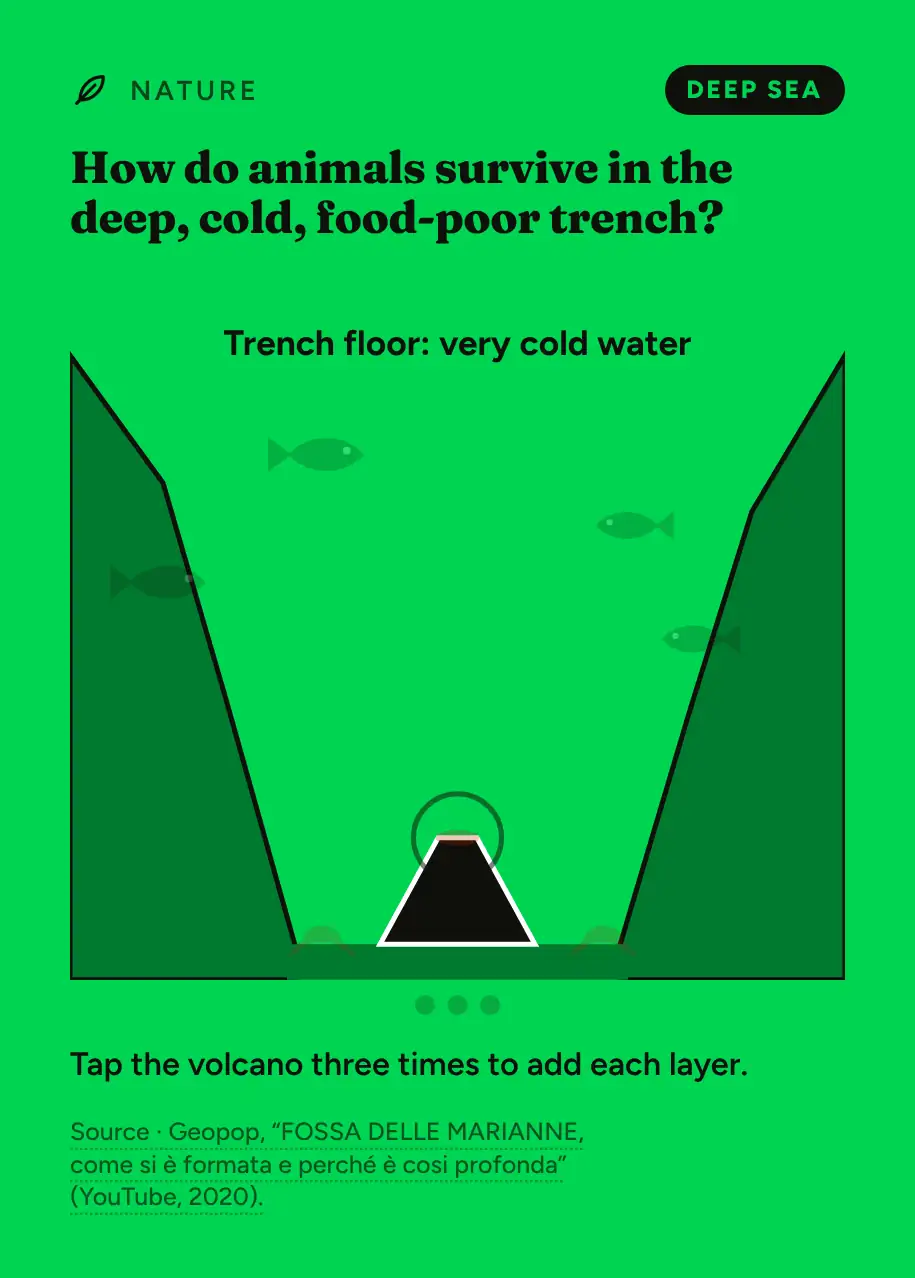 NATURE
DEEP SEA
How do animals survive in the
deep, cold, food-poor trench?
Trench floor: very cold water
Tap the volcano three times to add each layer.
Source · Geopop, “FOSSA DELLE MARIANNE,
come si è formata e perché è cosi profonda”
(YouTube, 2020).